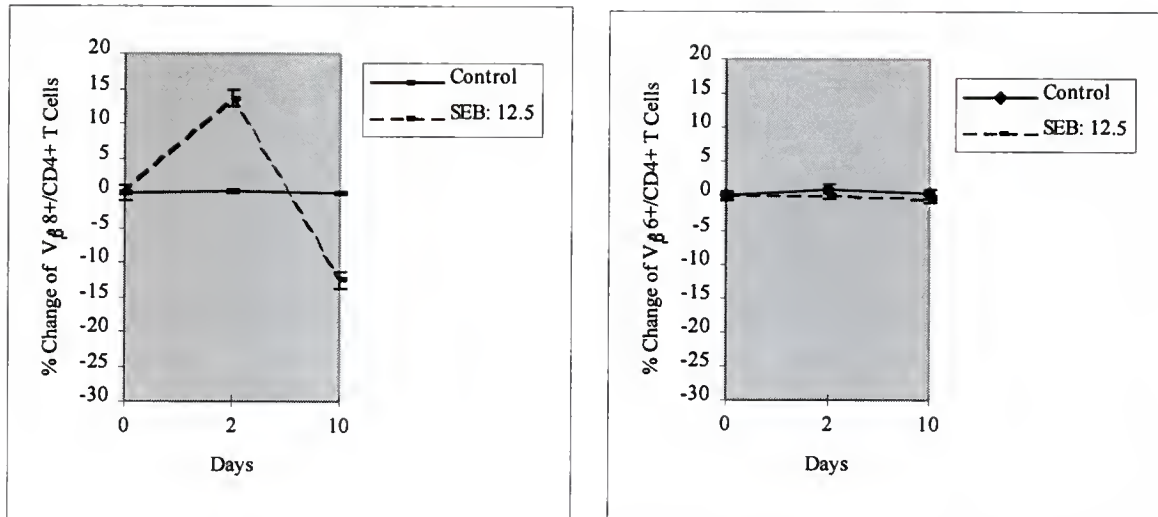 % Change of Vβ 8+/CD4+ T Cells
20
15
10
5
0
-5
-10
-15
-20
-25
-30
0 2 10
Days
Control
SEB: 12.5
% Change of Vβ 6+/CD4+ T Cells
20
15
10
5
0
-5
-10
-15
-20
-25
-30
0 2 10
Days
Control
SEB: 12.5